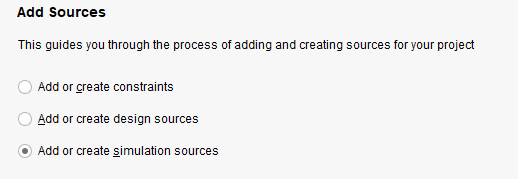 Add Sources
This guides you through the process of adding and creating sources for your project
Add or create constraints
Add or create design sources
Add or create simulation sources